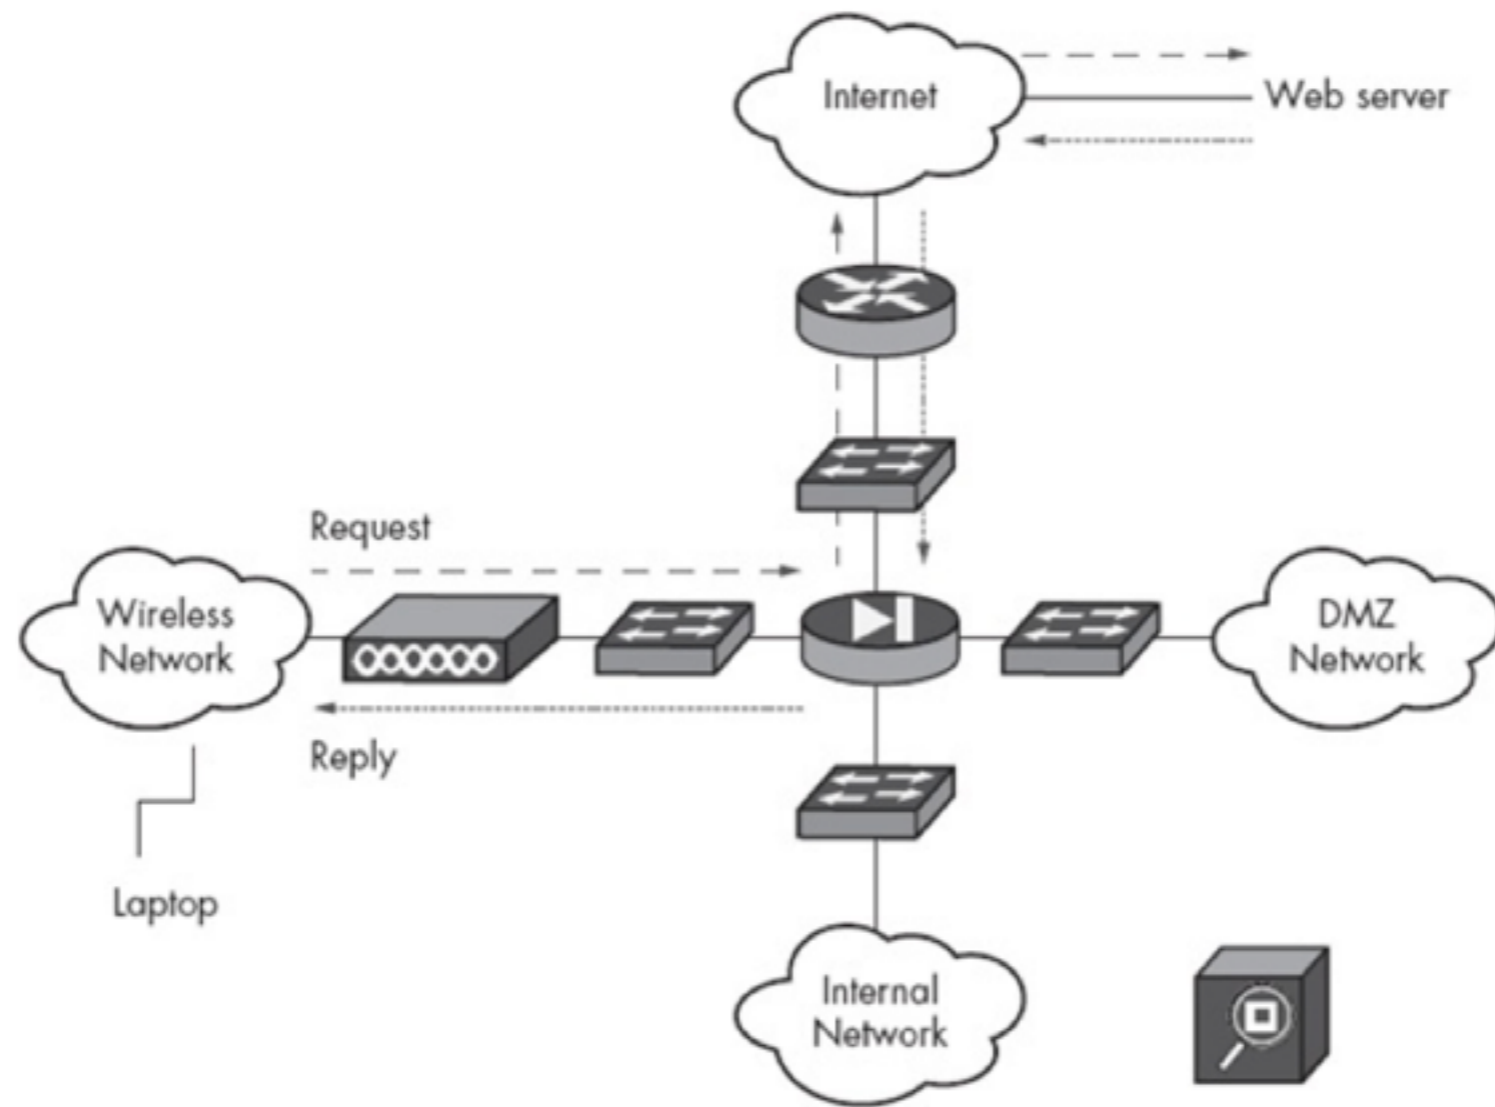 Internet
Web server
Request
Wireless
Network
DMZ
Network
Reply
Laptop
Internal
Network